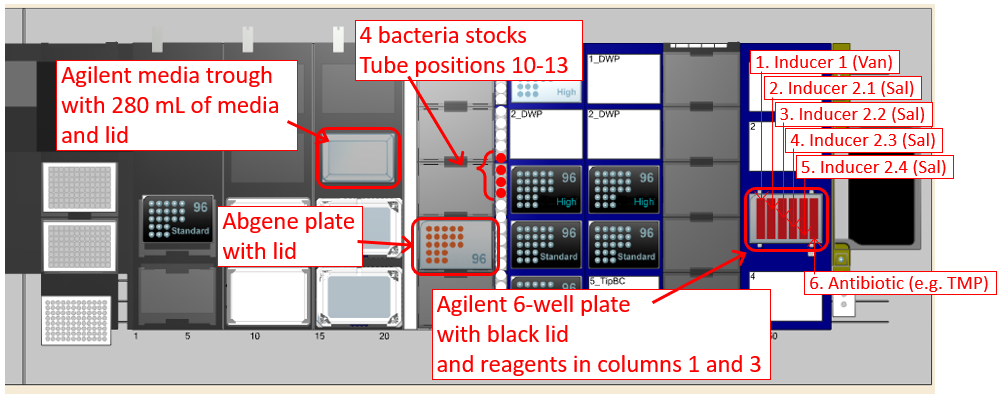 4 bacteria stocks
Tube positions 10-13
Agilent media trough
with 280 mL of media
and lid
1. Inducer 1 (Van)
2. Inducer 2.1 (Sal)
3. Inducer 2.2 (Sal)
4. Inducer 2.3 (Sal)
5. Inducer 2.4 (Sal)
1_DWP
High
2_DWP
2_DWP
2
96
High
96
High
96
Standard
Abgene plate
with lid
96
96
Standard
96
Standard
5_TipBC
96
Agilent 6-well plate
with black lid
and reagents in columns 1 and 3
6. Antibiotic (e.g. TMP)
4
1
5
10
15
20